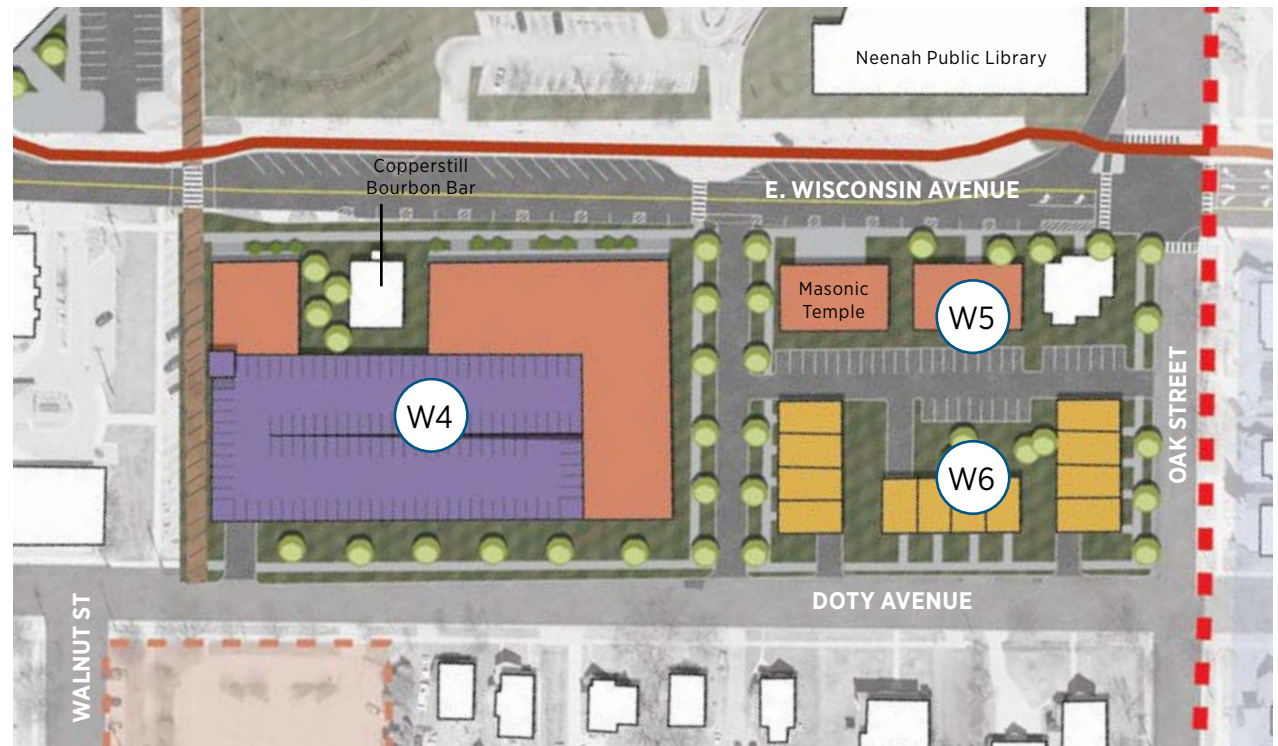 Neenah Public Library
Copperstill
Bourbon Bar
E. WISCONSIN AVENUE
Masonic
Temple
W5
W4
W6
OAK STREET
DOTY AVENUE
WALNUT ST